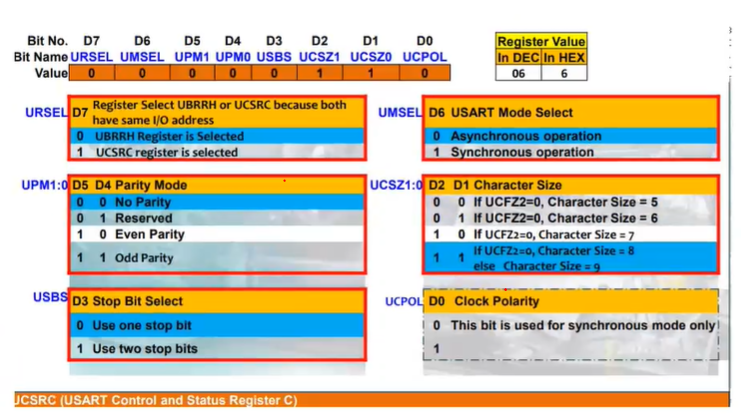 Bit No. D7 D6 D5 D4 D3 D2 D1 D0
Bit Name URSEL UMSEL UPM1 UPM0 USBS UCSZ1 UCSZ0 UCPOL
Value 0 0 0 0 0 1 1 0
Register Value
In DEC In HEX
06 6
URSEL D7 Register Select UBRRH or UCSRC because both
have same I/O address
0 UBRRH Register is Selected
1 UCSRC register is selected
UMSEL D6 USART Mode Select
0 Asynchronous operation
1 Synchronous operation
UPM1:0 D5 D4 Parity Mode
0 0 No Parity
0 1 Reserved
1 0 Even Parity
1 1 Odd Parity
UCSZ1:0 D2 D1 Character Size
0 0 If UCFZ2=0, Character Size = 5
0 1 If UCFZ2=0, Character Size = 6
1 0 If UCFZ2=0, Character Size = 7
1 1 If UCFZ2=0, Character Size = 8
else Character Size = 9
USBS D3 Stop Bit Select
0 Use one stop bit
1 Use two stop bits
UCPOL D0 Clock Polarity
0 This bit is used for synchronous mode only
1
UCSRC (USART Control and Status Register C)